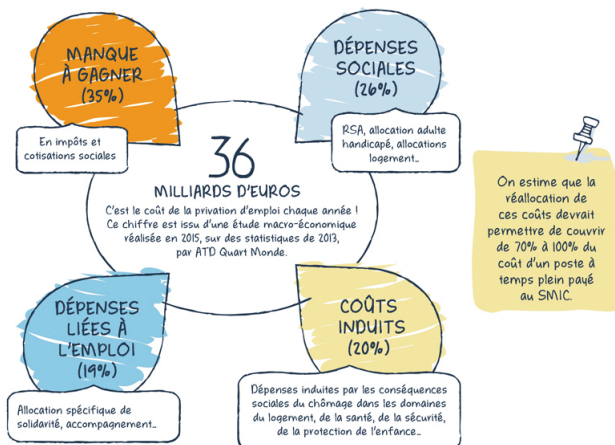 MANQUE
À GAGNER
(35%)
En impôts et
cotisations sociales
DÉPENSES
SOCIALES
(26%)
RSA, allocation adulte
handicapé, allocations
logement...
36
MILLIARDS D'EUROS
C'est le coût de la privation d'emploi chaque année !
Ce chiffre est issu d'une étude macro-économique
réalisée en 2015, sur des statistiques de 2013,
par ATD Quart Monde.
On estime que la
réallocation de
ces coûts devrait
permettre de couvrir
de 70% à 100% du
coût d'un poste à
temps plein payé
au SMIC.
DÉPENSES
LIÉES À
L'EMPLOI
(19%)
Allocation spécifique de
solidarité, accompagnement...
COÛTS
INDUITS
(20%)
Dépenses induites par les conséquences
sociales du chômage dans les domaines
du logement, de la santé, de la sécurité,
de la protection de l'enfance...